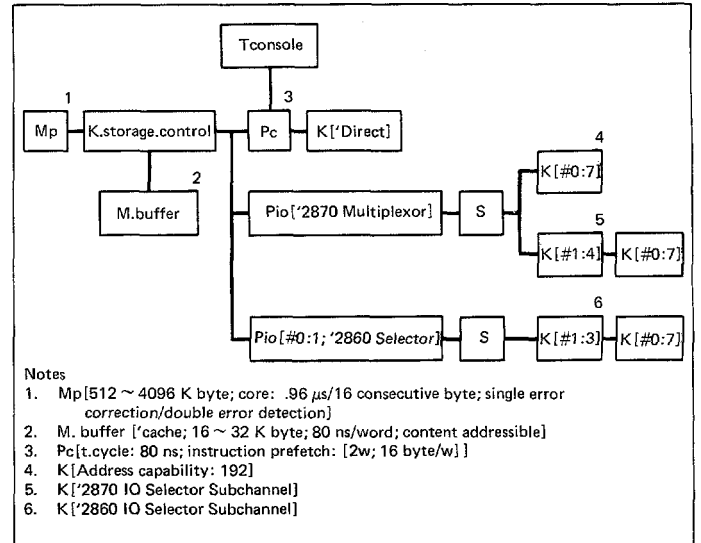 Tconsole
1
3
Mp
K.storage.control
Pc
K['Direct]
2
4
M.buffer
Pio['2870 Multiplexor]
S
K[#0:7]
5
K[#1:4]
K[#0:7]
6
Pio[#0:1; '2860 Selector]
S
K[#1:3]
K[#0:7]
Notes
1. Mp[512 ~ 4096 K byte; core: .96 μs/16 consecutive byte; single error
correction/double error detection]
2. M. buffer ['cache; 16 ~ 32 K byte; 80 ns/word; content addressible]
3. Pc[t.cycle: 80 ns; instruction prefetch: [2w; 16 byte/w] ]
4. K[Address capability: 192]
5. K['2870 IO Selector Subchannel]
6. K['2860 IO Selector Subchannel]